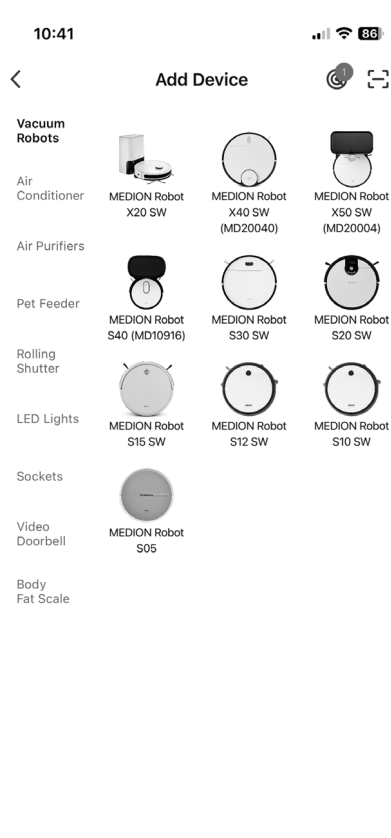 10:41
86
Add Device
1
Vacuum
Robots
Air
Conditioner
Air Purifiers
Pet Feeder
Rolling
Shutter
LED Lights
Sockets
Video
Doorbell
Body
Fat Scale
MEDION Robot
X20 SW
MEDION Robot
X40 SW
(MD20040)
MEDION Robot
X50 SW
(MD20004)
MEDION Robot
S40 (MD10916)
MEDION Robot
S30 SW
MEDION Robot
S20 SW
MEDION Robot
S15 SW
MEDION Robot
S12 SW
MEDION Robot
S10 SW
MEDION Robot
S05